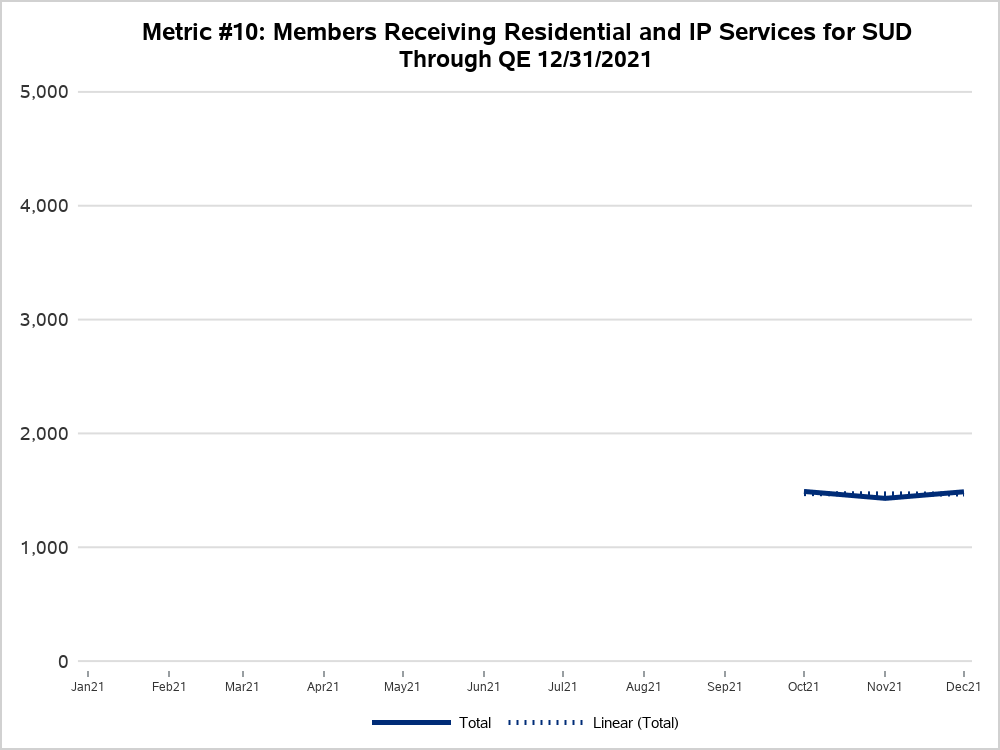 Metric #10: Members Receiving Residential and IP Services for SUD
Through QE 12/31/2021
5,000
4,000
3,000
2,000
1,000
0
Jan21 Feb21 Mar21 Apr21 May21 Jun21 Jul21 Aug21 Sep21 Oct21 Nov21 Dec21
Total Linear (Total)